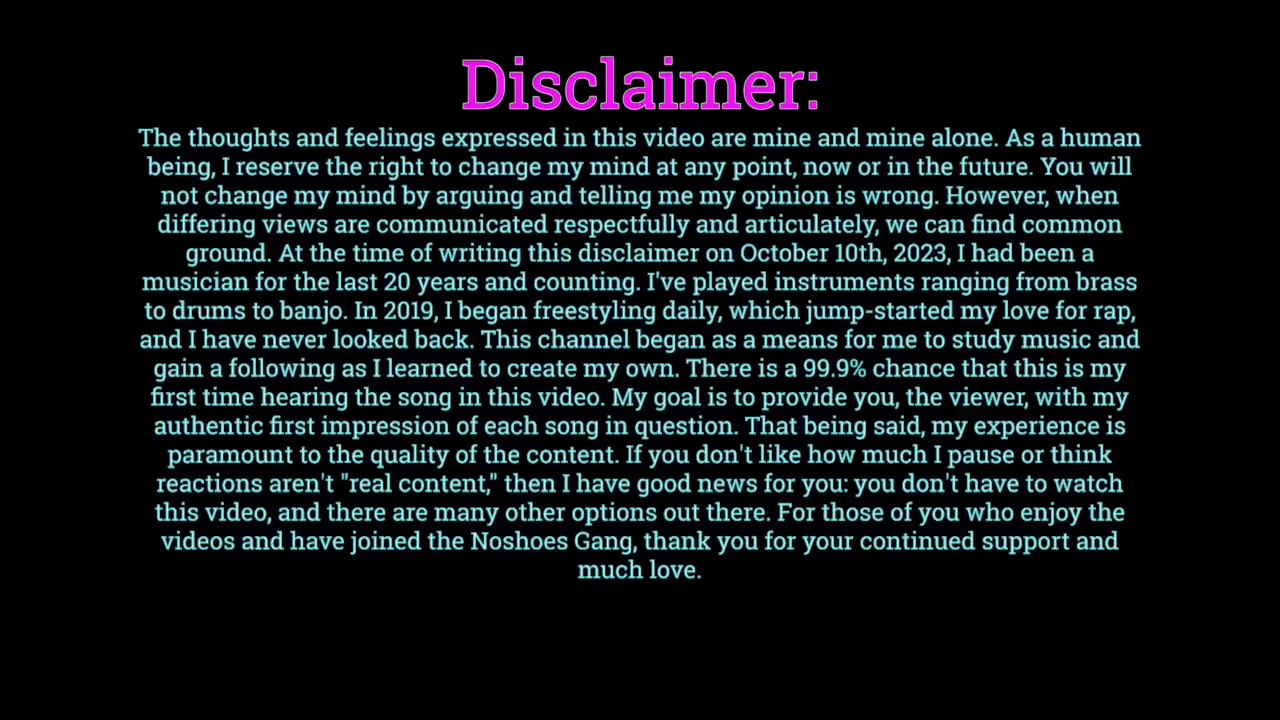 Disclaimer:
The thoughts and feelings expressed in this video are mine and mine alone. As a human
being, I reserve the right to change my mind at any point, now or in the future. You will
not change my mind by arguing and telling me my opinion is wrong. However, when
differing views are communicated respectfully and articulately, we can find common
ground. At the time of writing this disclaimer on October 10th, 2023, I had been a
musician for the last 20 years and counting. I've played instruments ranging from brass
to drums to banjo. In 2019, I began freestyling daily, which jump-started my love for rap,
and I have never looked back. This channel began as a means for me to study music and
gain a following as I learned to create my own. There is a 99.9% chance that this is my
first time hearing the song in this video. My goal is to provide you, the viewer, with my
authentic first impression of each song in question. That being said, my experience is
paramount to the quality of the content. If you don't like how much I pause or think
reactions aren't "real content," then I have good news for you: you don't have to watch
this video, and there are many other options out there. For those of you who enjoy the
videos and have joined the Noshoes Gang, thank you for your continued support and
much love.